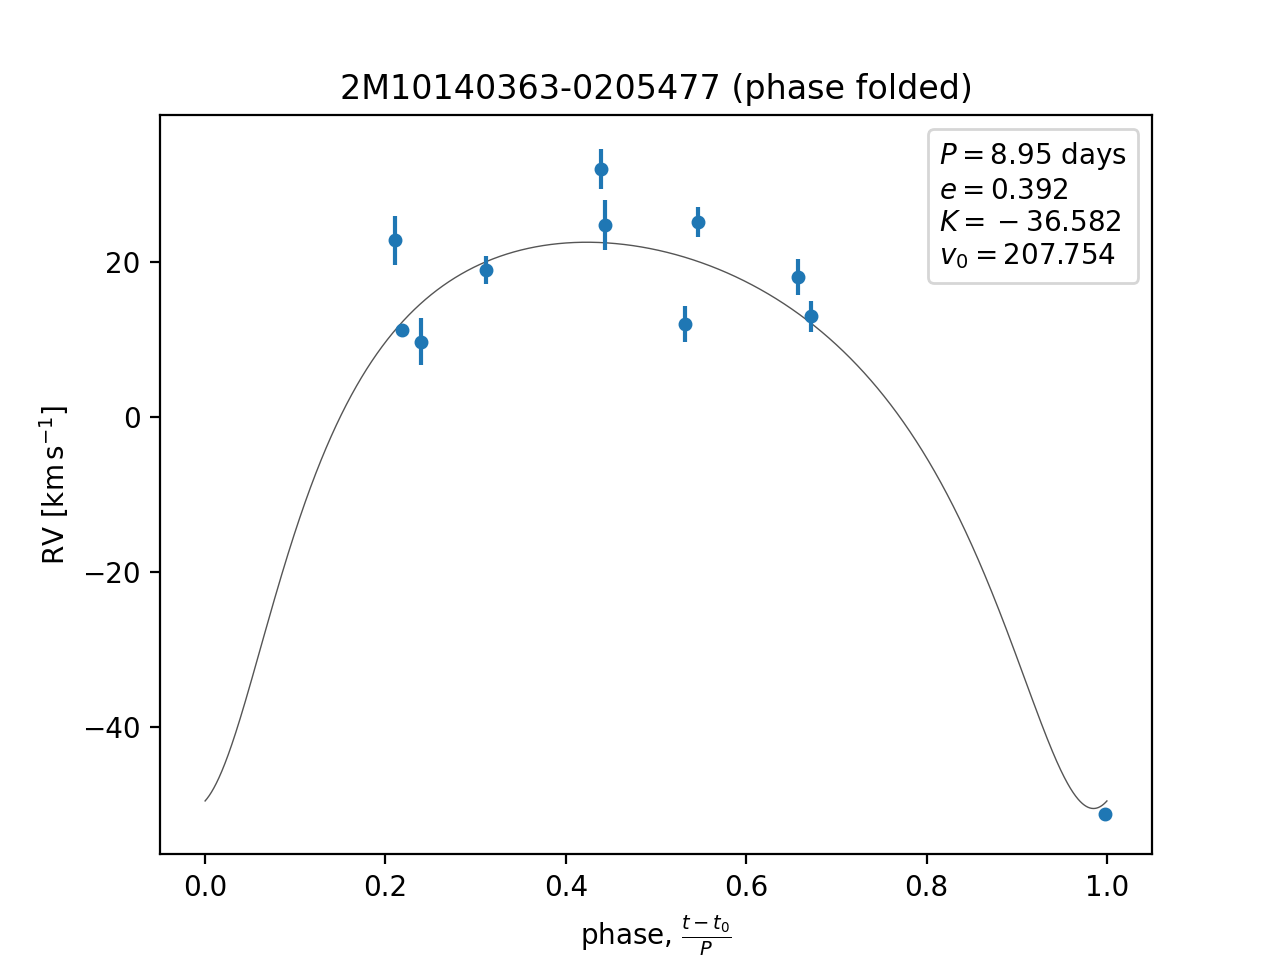 2M10140363-0205477 (phase folded)
P = 8.95 days
e = 0.392
K = −36.582
v₀ = 207.754
20
0
−20
−40
RV [km s⁻¹]
0.0 0.2 0.4 0.6 0.8 1.0
phase, (t − t₀)/P